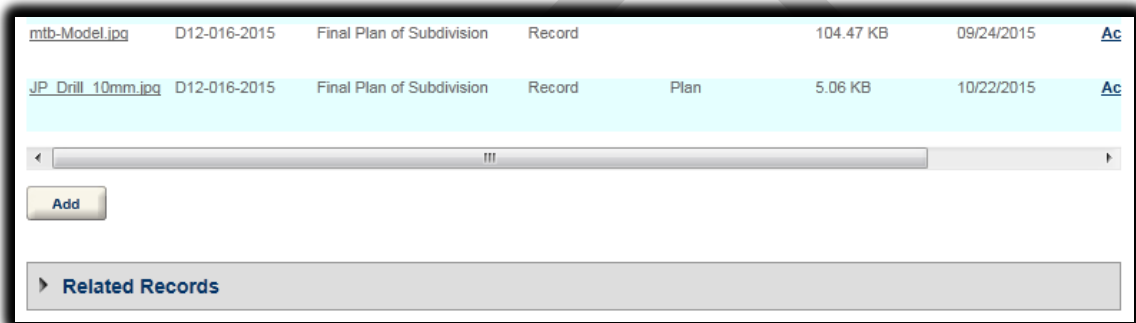 mtb-Model.jpg D12-016-2015 Final Plan of Subdivision Record 104.47 KB 09/24/2015 Ac
JP_Drill_10mm.jpg D12-016-2015 Final Plan of Subdivision Record Plan 5.06 KB 10/22/2015 Ac
Add
Related Records